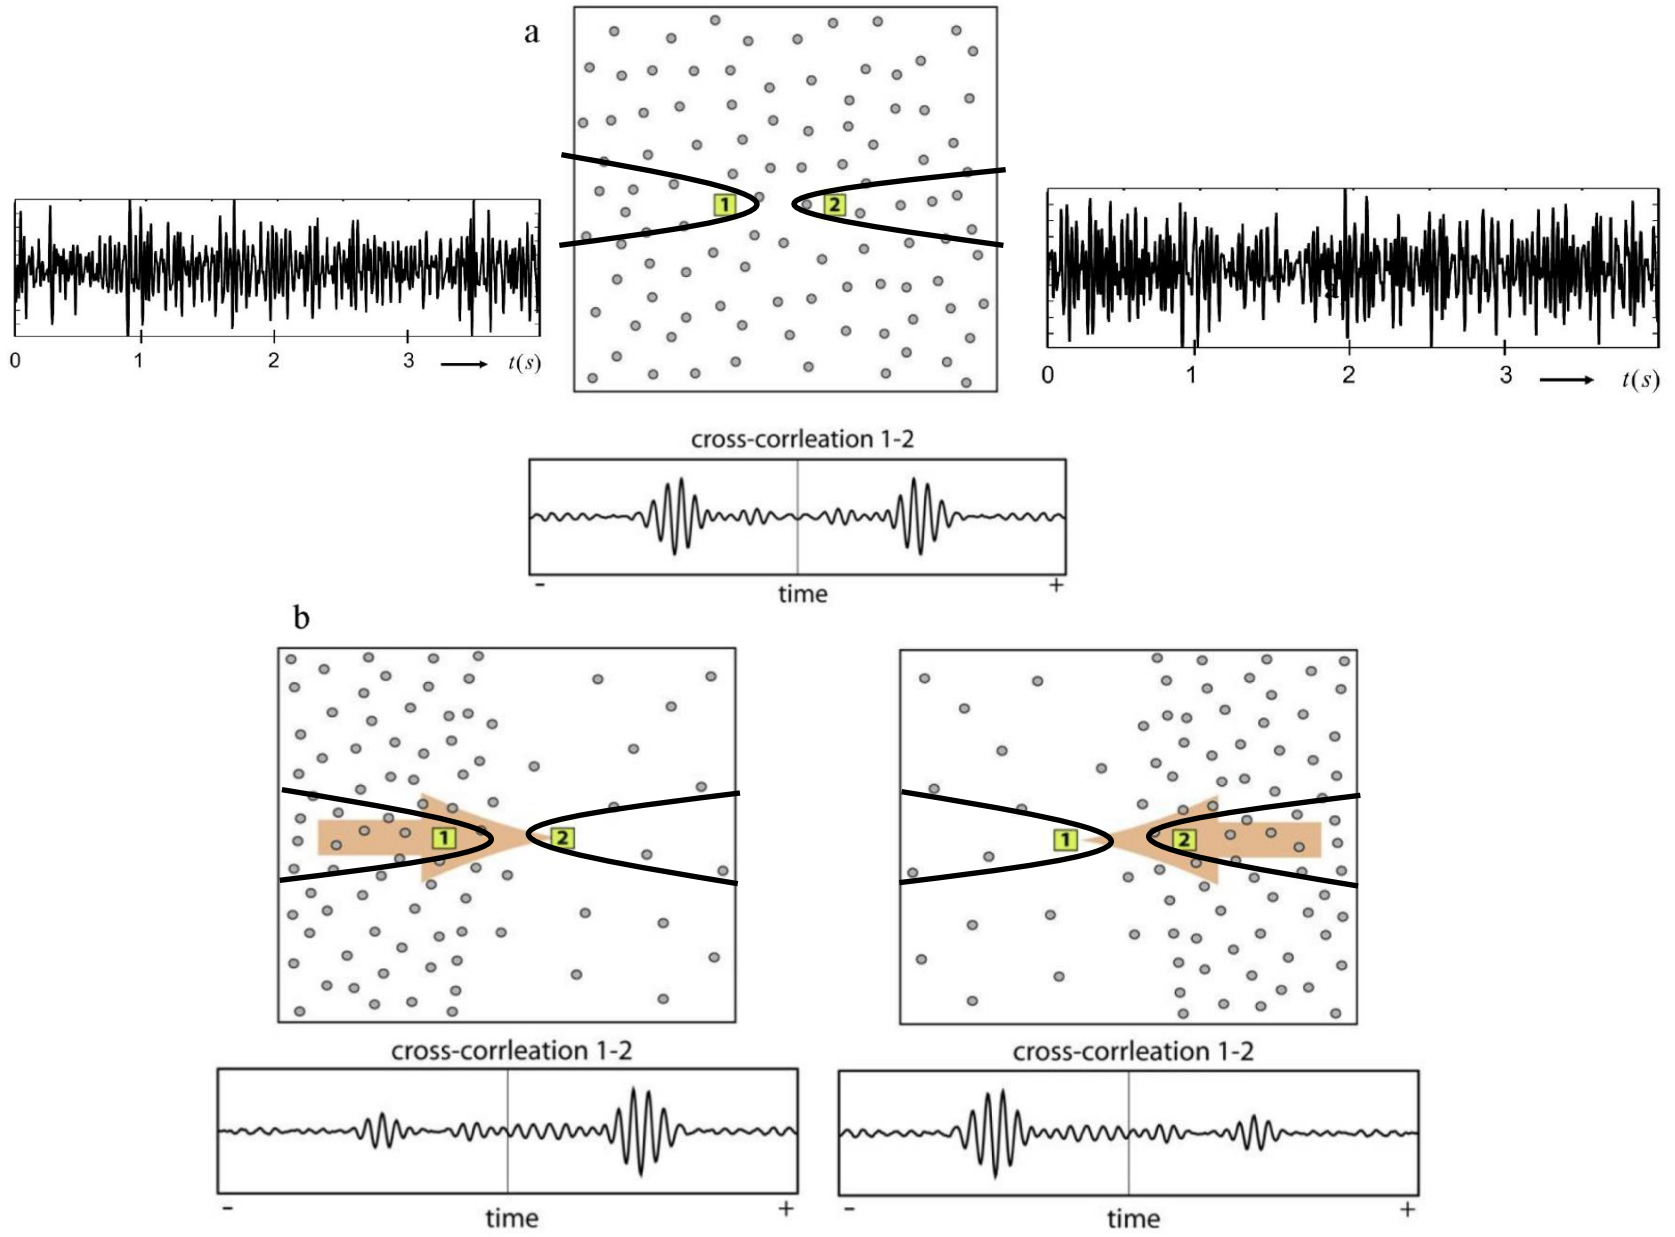 a
1
2
0 1 2 3 t(s)
0 1 2 3 t(s)
cross-corrleation 1-2
- time +
b
1
2
1
2
cross-corrleation 1-2
cross-corrleation 1-2
- time +
- time +